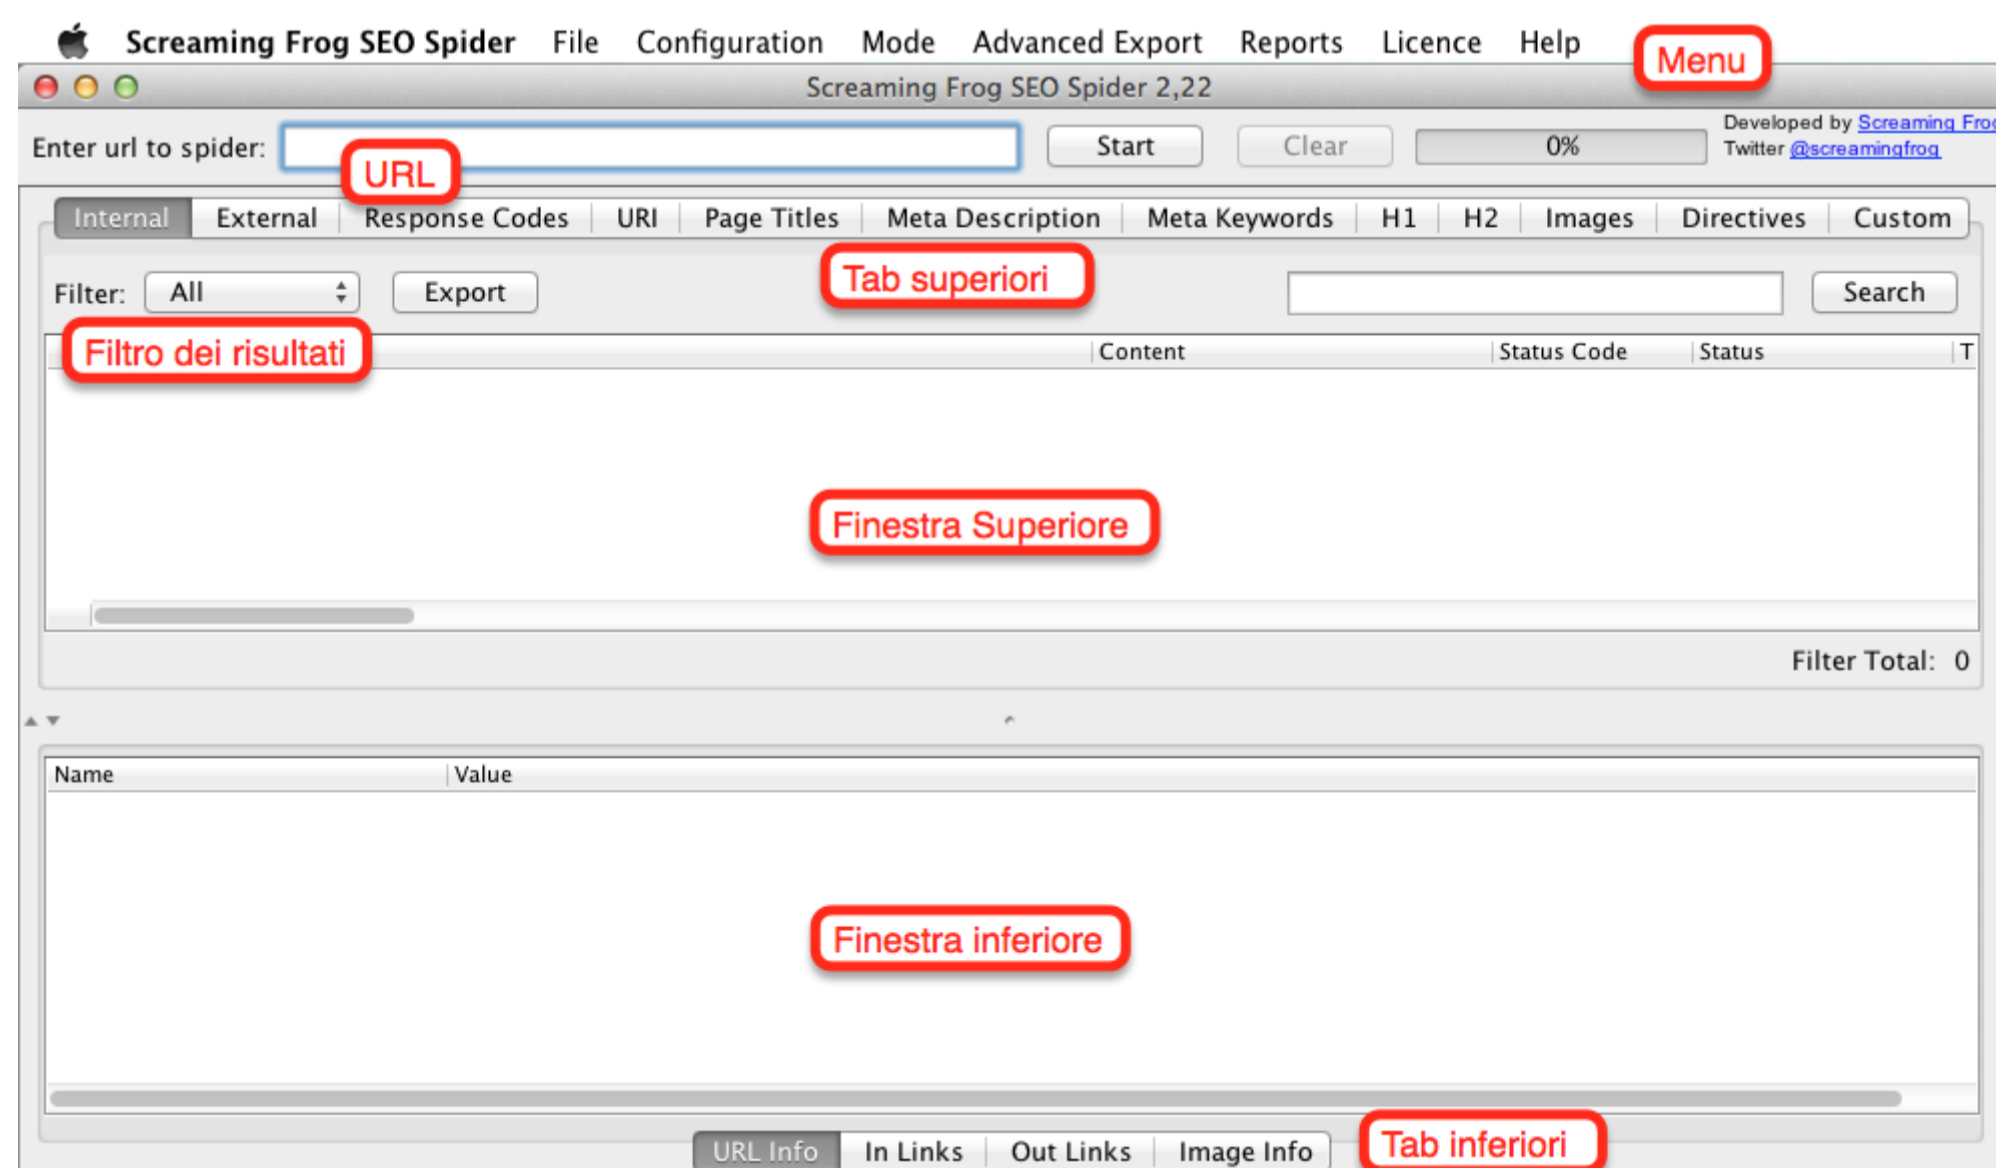 Screaming Frog SEO Spider File Configuration Mode Advanced Export Reports Licence Help
Menu
Screaming Frog SEO Spider 2,22
Enter url to spider:
URL
Start
Clear
0%
Developed by Screaming Frog
Twitter @screamingfrog
Internal External Response Codes URI Page Titles Meta Description Meta Keywords H1 H2 Images Directives Custom
Tab superiori
Filter: All Export
Search
Filtro dei risultati
Content Status Code Status T
Finestra Superiore
Filter Total: 0
Name Value
Finestra inferiore
URL Info In Links Out Links Image Info
Tab inferiori